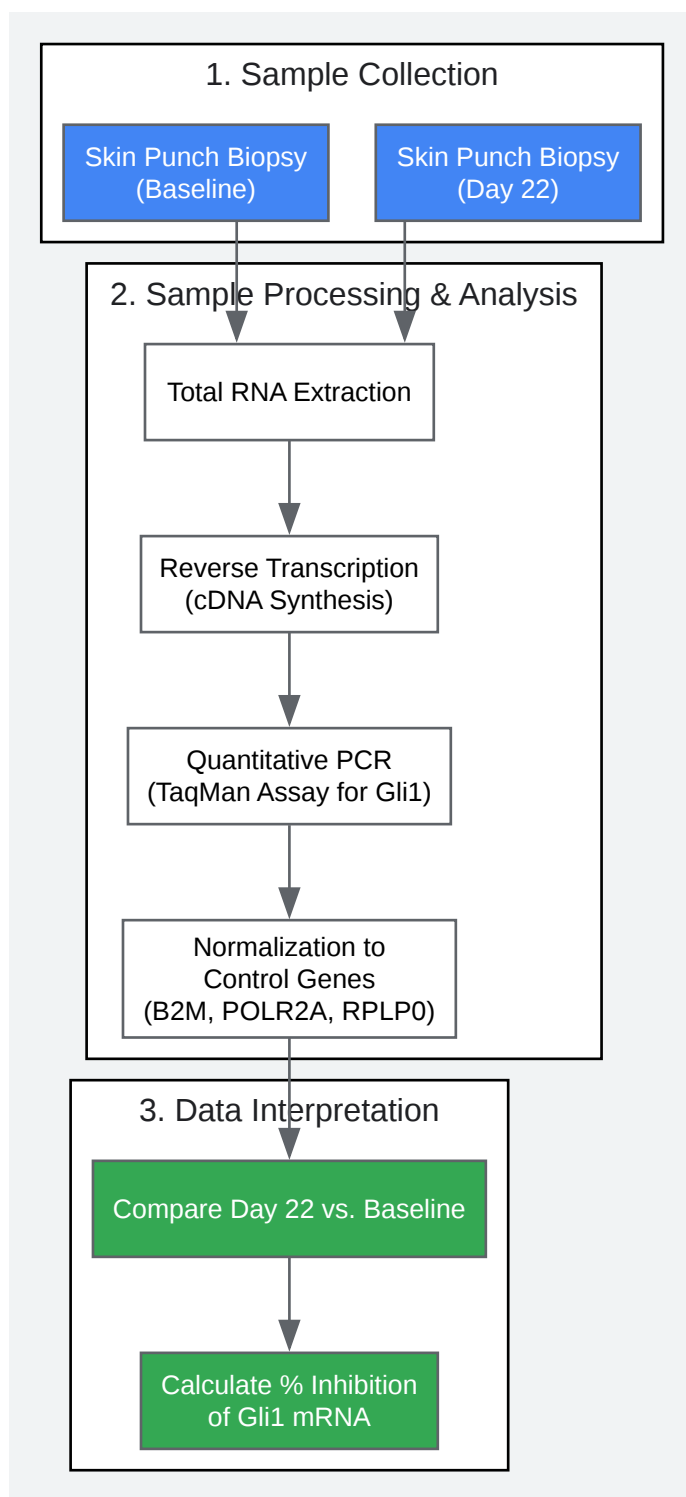 1. Sample Collection
Skin Punch Biopsy
(Baseline)
Skin Punch Biopsy
(Day 22)
2. Sample Processing & Analysis
Total RNA Extraction
Reverse Transcription
(cDNA Synthesis)
Quantitative PCR
(TaqMan Assay for Gli1)
Normalization to
Control Genes
(B2M, POLR2A, RPLP0)
3. Data Interpretation
Compare Day 22 vs. Baseline
Calculate % Inhibition
of Gli1 mRNA